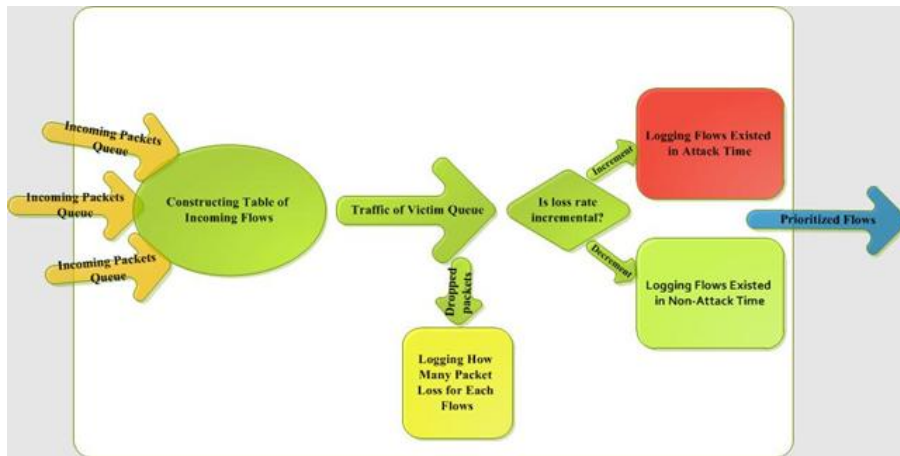 Incoming Packets
Queue
Incoming Packets
Queue
Incoming Packets
Queue
Constructing Table of
Incoming Flows
Traffic of Victim Queue
Dropped
packets
Logging How
Many Packet
Loss for Each
Flows
Is loss rate
incremental?
Increment
Decrement
Logging Flows Existed
in Attack Time
Logging Flows Existed
in Non-Attack Time
Prioritized Flows